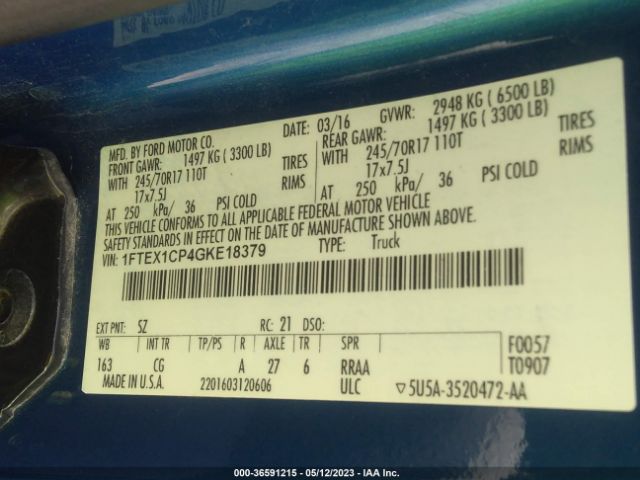 MFD. BY FORD MOTOR CO. DATE: 03/16 GVWR: 2948 KG ( 6500 LB)
FRONT GAWR: 1497 KG ( 3300 LB) REAR GAWR: 1497 KG ( 3300 LB)
WITH 245/70R17 110T TIRES WITH 245/70R17 110T TIRES
17x7.5J RIMS 17x7.5J RIMS
AT 250 kPa/ 36 PSI COLD AT 250 kPa/ 36 PSI COLD
THIS VEHICLE CONFORMS TO ALL APPLICABLE FEDERAL MOTOR VEHICLE
SAFETY STANDARDS IN EFFECT ON THE DATE OF MANUFACTURE SHOWN ABOVE.
VIN: 1FTEX1CP4GKE18379 TYPE: Truck
EXT PNT: SZ RC: 21 DSO:
WB INT TR TP/PS R AXLE TR SPR F0057
163 CG A 27 6 RRAA T0907
MADE IN U.S.A. 2201603120606 ULC ▽5U5A-3520472-AA
000-36591215 - 05/12/2023 - IAA Inc.